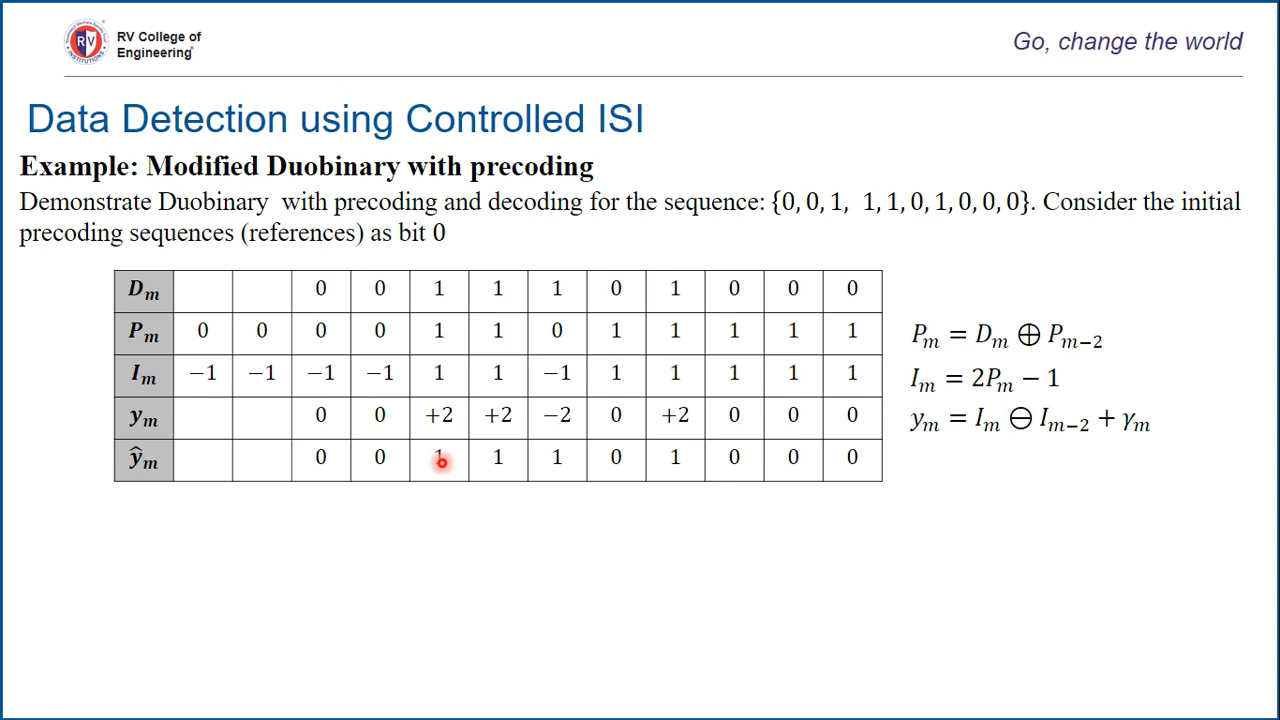 RV College of
Engineering
Go, change the world
Data Detection using Controlled ISI
Example: Modified Duobinary with precoding
Demonstrate Duobinary with precoding and decoding for the sequence: {0, 0, 1, 1, 1, 0, 1, 0, 0, 0}. Consider the initial
precoding sequences (references) as bit 0
D_m 0 0 1 1 1 0 1 0 0 0
P_m 0 0 0 0 1 1 0 1 1 1 1 1
I_m −1 −1 −1 −1 1 1 −1 1 1 1 1 1
y_m 0 0 +2 +2 −2 0 +2 0 0 0
ŷ_m 0 0 1 1 1 0 1 0 0 0
P_m = D_m ⊕ P_{m−2}
I_m = 2P_m − 1
y_m = I_m ⊖ I_{m−2} + γ_m